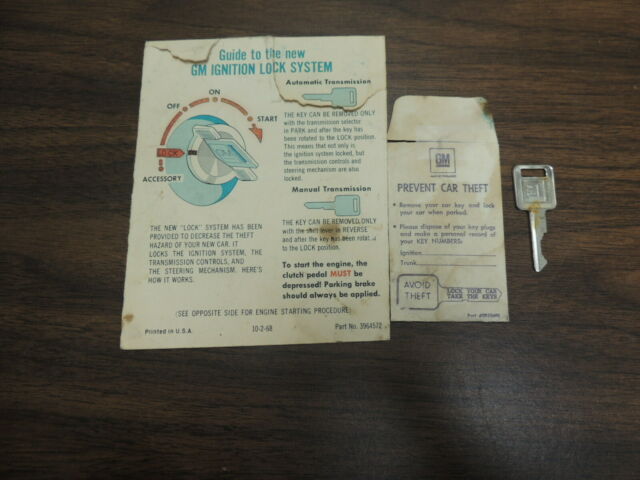 Guide to the new
GM IGNITION LOCK SYSTEM
ON
OFF
START
LOCK
ACCESSORY
THE NEW "LOCK" SYSTEM HAS BEEN
PROVIDED TO DECREASE THE THEFT
HAZARD OF YOUR NEW CAR. IT
LOCKS THE IGNITION SYSTEM, THE
TRANSMISSION CONTROLS, AND
THE STEERING MECHANISM. HERE'S
HOW IT WORKS.
Automatic Transmission
THE KEY CAN BE REMOVED ONLY
with the transmission selector
in PARK and after the key has
been rotated to the LOCK position.
This means that not only is
the ignition system locked, but
the transmission controls and
steering mechanism are also
locked.
Manual Transmission
THE KEY CAN BE REMOVED ONLY
with the shift lever in REVERSE
and after the key has been rotated
to the LOCK position.
To start the engine, the
clutch pedal MUST be
depressed! Parking brake
should always be applied.
(SEE OPPOSITE SIDE FOR ENGINE STARTING PROCEDURE)
Printed in U.S.A.
10-2-68
Part No. 3964572
GM
PREVENT CAR THEFT
• Remove your car key and lock
your car when parked.
• Please dispose of your key plugs
and make a personal record of
your KEY NUMBERS:
Ignition
Trunk
AVOID
THEFT
LOCK YOUR CAR
TAKE THE KEYS
GM